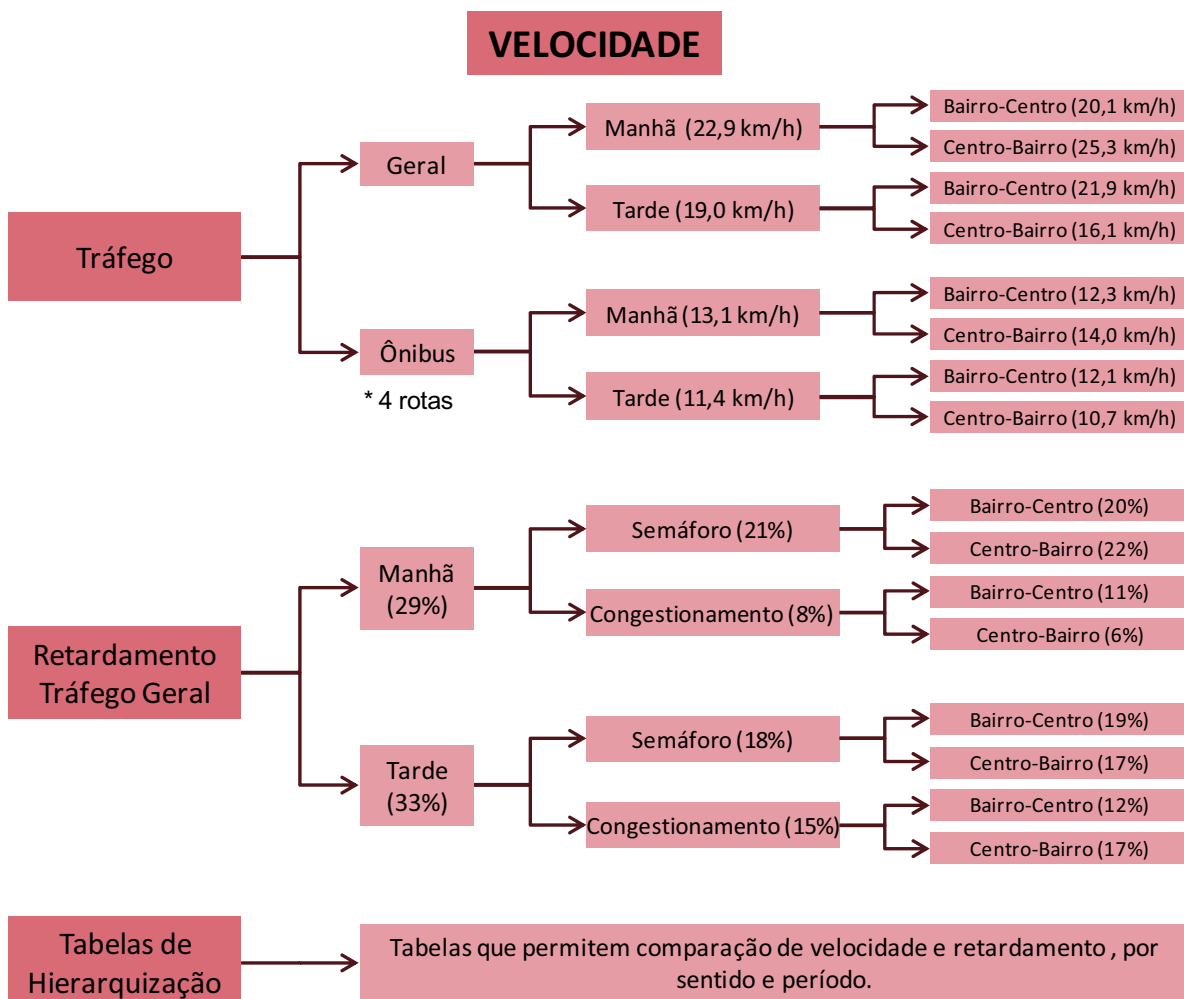 VELOCIDADE
Tráfego
Geral
Manhã (22,9 km/h)
Bairro-Centro (20,1 km/h)
Centro-Bairro (25,3 km/h)
Tarde (19,0 km/h)
Bairro-Centro (21,9 km/h)
Centro-Bairro (16,1 km/h)
Ônibus
* 4 rotas
Manhã (13,1 km/h)
Bairro-Centro (12,3 km/h)
Centro-Bairro (14,0 km/h)
Tarde (11,4 km/h)
Bairro-Centro (12,1 km/h)
Centro-Bairro (10,7 km/h)
Retardamento
Tráfego Geral
Manhã
(29%)
Semáforo (21%)
Bairro-Centro (20%)
Centro-Bairro (22%)
Congestionamento (8%)
Bairro-Centro (11%)
Centro-Bairro (6%)
Tarde
(33%)
Semáforo (18%)
Bairro-Centro (19%)
Centro-Bairro (17%)
Congestionamento (15%)
Bairro-Centro (12%)
Centro-Bairro (17%)
Tabelas de
Hierarquização
Tabelas que permitem comparação de velocidade e retardamento , por
sentido e período.